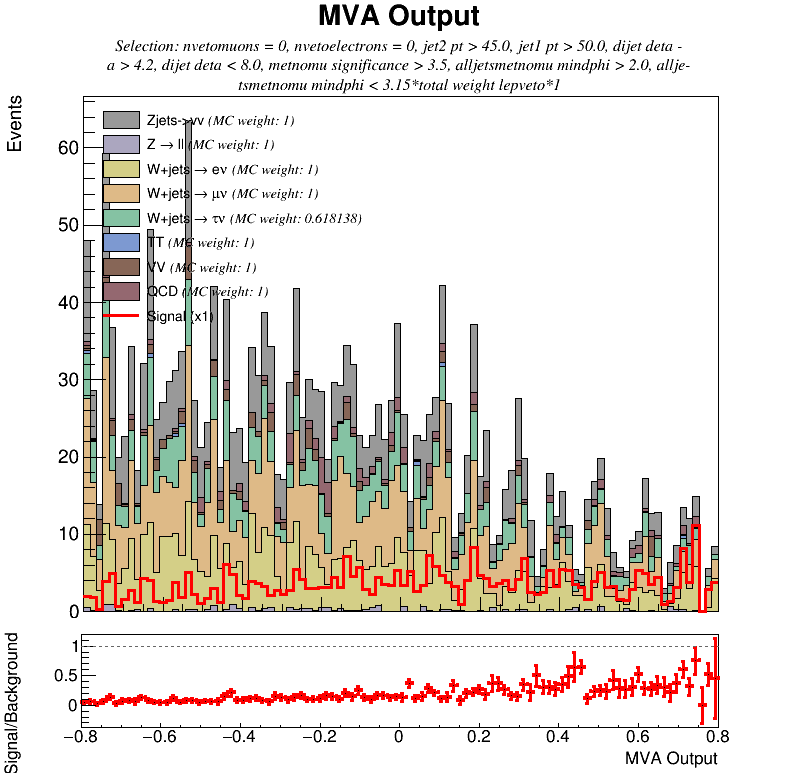 MVA Output
Selection: nvetomuons = 0, nvetoelectrons = 0, jet2 pt > 45.0, jet1 pt > 50.0, dijet deta -
a > 4.2, dijet deta < 8.0, metnomu significance > 3.5, alljetsmetnomu mindphi > 2.0, allje-
tsmetnomu mindphi < 3.15*total weight lepveto*1
Events
60
50
40
30
20
10
0
Zjets->νν (MC weight: 1)
Z → ll (MC weight: 1)
W+jets → eν (MC weight: 1)
W+jets → μν (MC weight: 1)
W+jets → τν (MC weight: 0.618138)
TT (MC weight: 1)
VV (MC weight: 1)
QCD (MC weight: 1)
Signal (x1)
Signal/Background
1
0.5
0
−0.8 −0.6 −0.4 −0.2 0 0.2 0.4 0.6 0.8
MVA Output